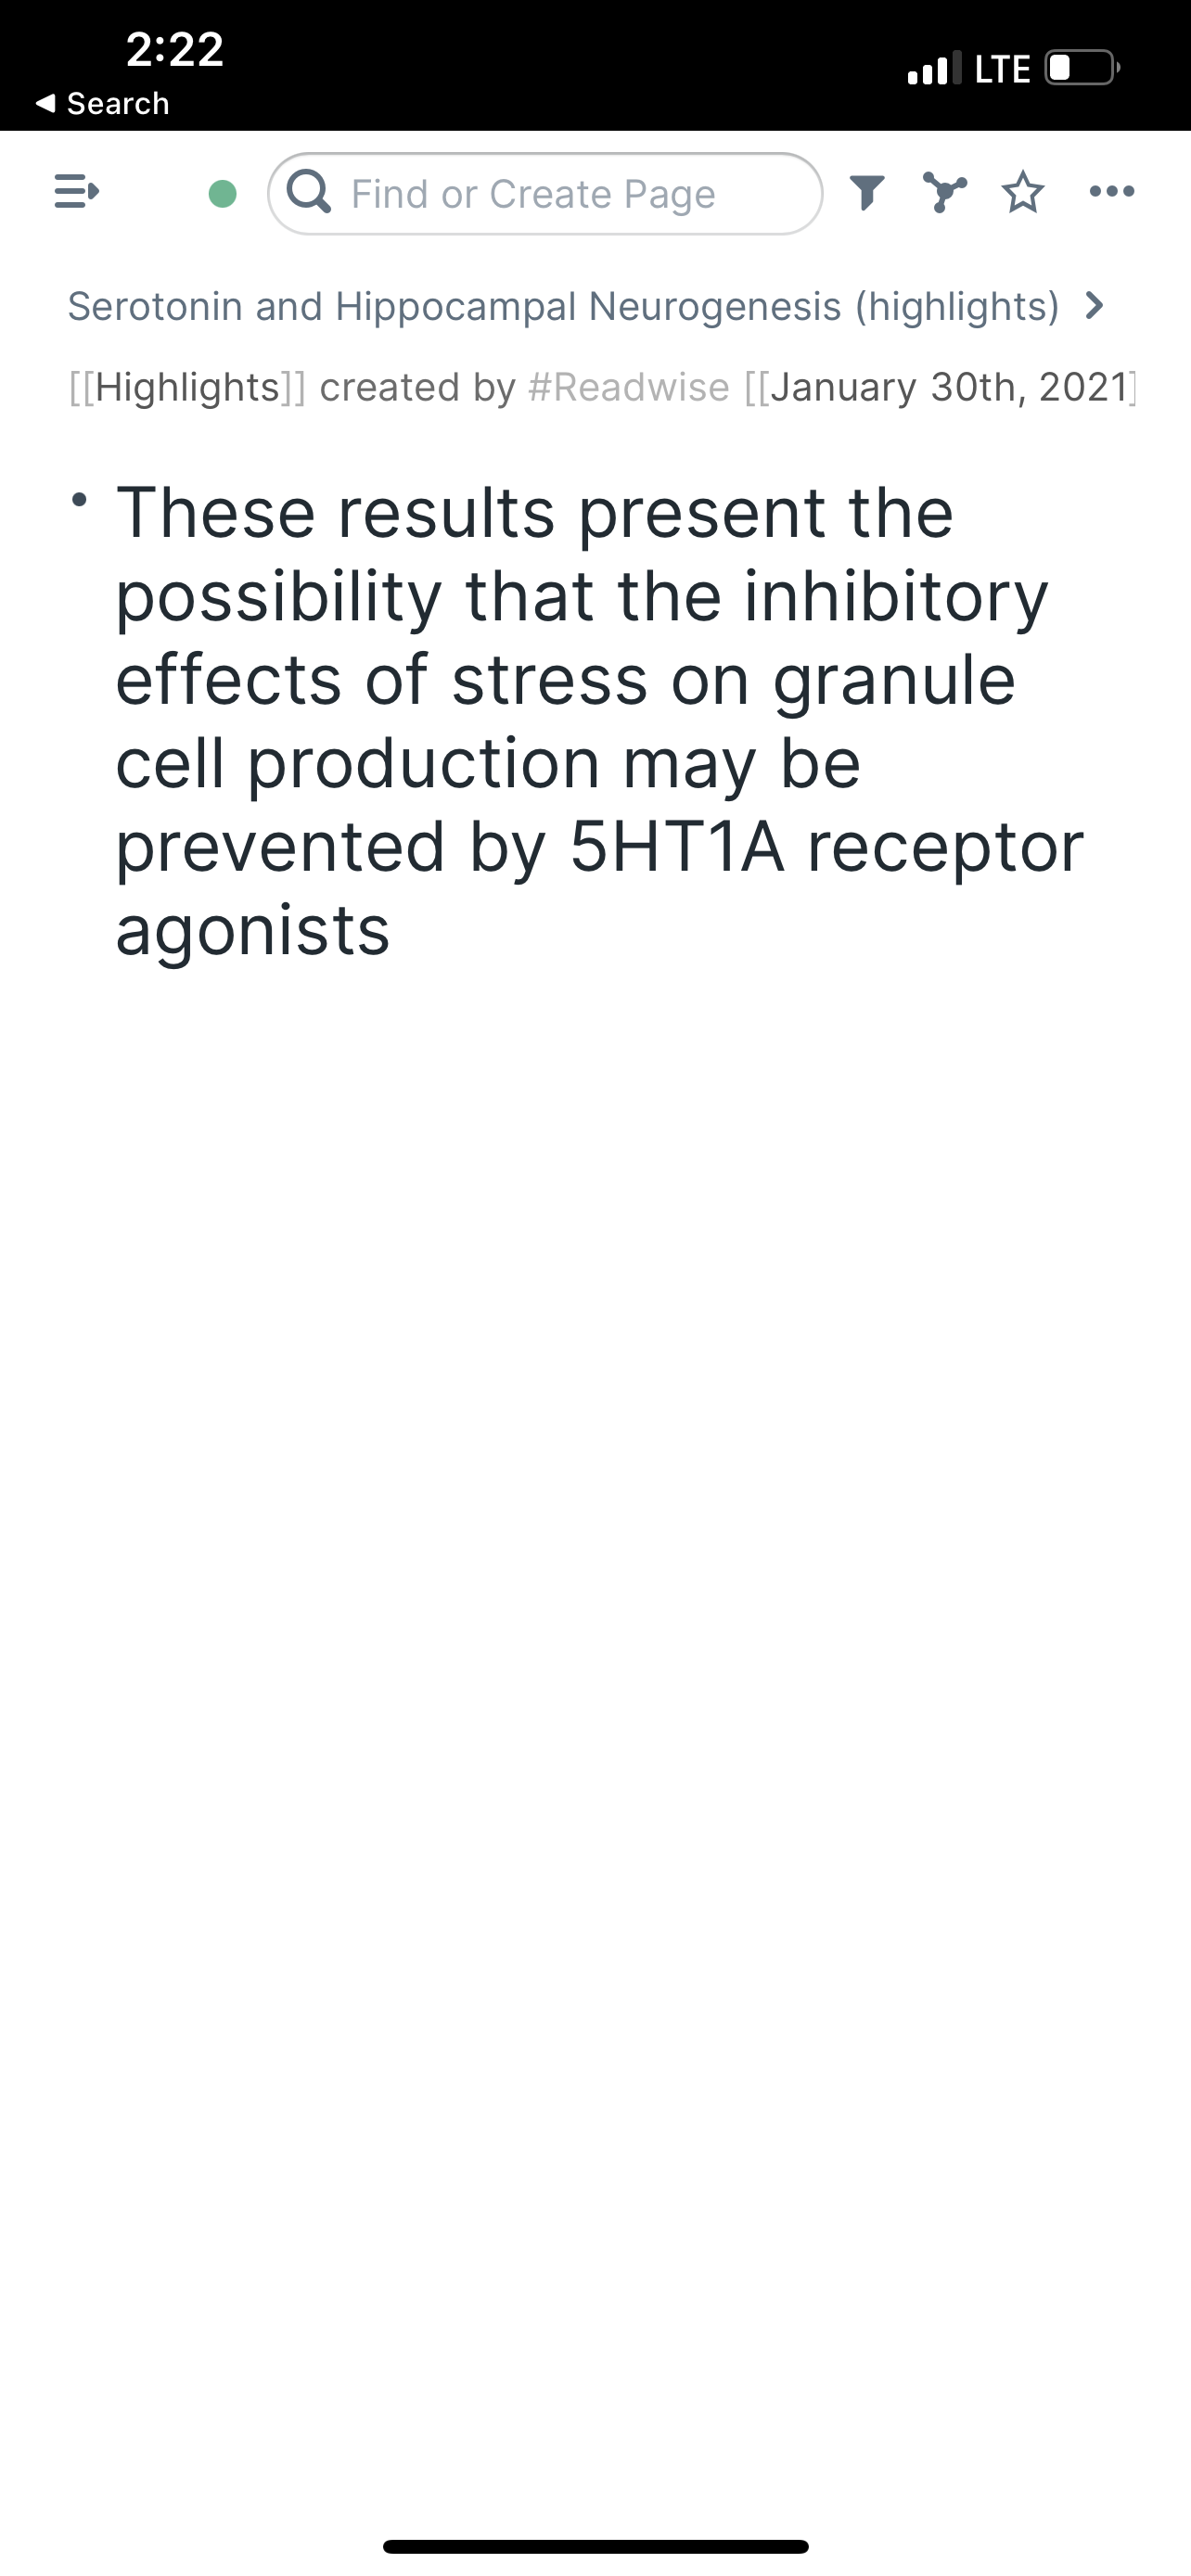 2:22
LTE
Search
Find or Create Page
Serotonin and Hippocampal Neurogenesis (highlights)
[[Highlights]] created by #Readwise [[January 30th, 2021]
• These results present the
possibility that the inhibitory
effects of stress on granule
cell production may be
prevented by 5HT1A receptor
agonists